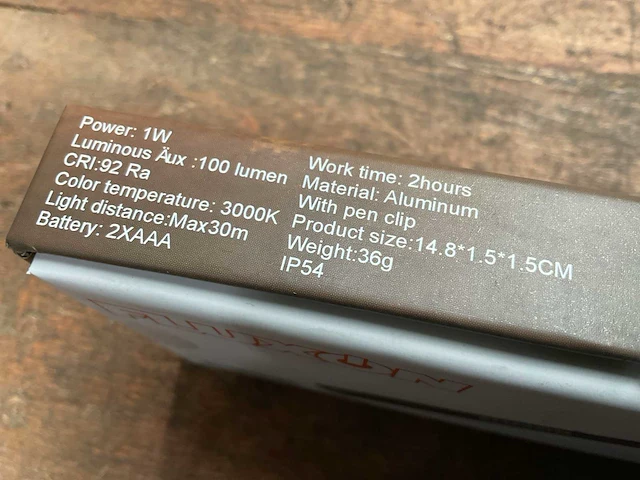 Power: 1W
Luminous Äux :100 lumen
CRI:92 Ra
Color temperature: 3000K
Light distance:Max30m
Battery: 2XAAA
Work time: 2hours
Material: Aluminum
With pen clip
Product size:14.8*1.5*1.5CM
Weight:36g
IP54